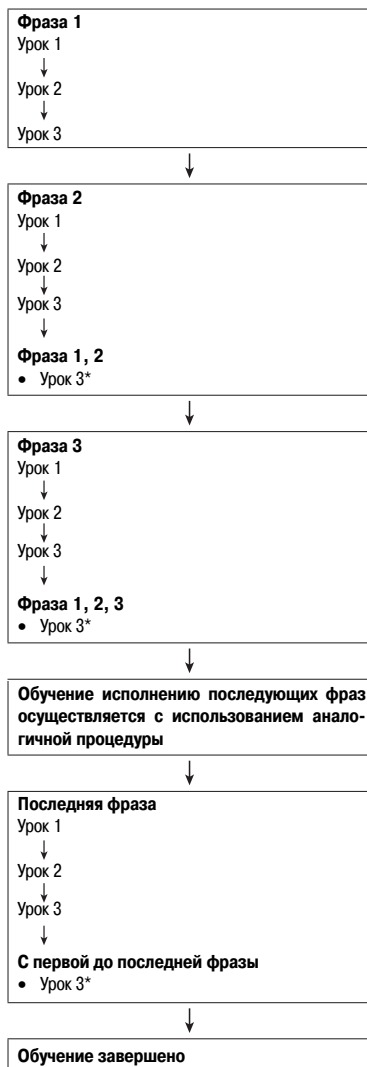 Фраза 1
Урок 1
Урок 2
Урок 3
Фраза 2
Урок 1
Урок 2
Урок 3
Фраза 1, 2
• Урок 3*
Фраза 3
Урок 1
Урок 2
Урок 3
Фраза 1, 2, 3
• Урок 3*
Обучение исполнению последующих фраз
осуществляется с использованием анало-
гичной процедуры
Последняя фраза
Урок 1
Урок 2
Урок 3
С первой до последней фразы
• Урок 3*
Обучение завершено